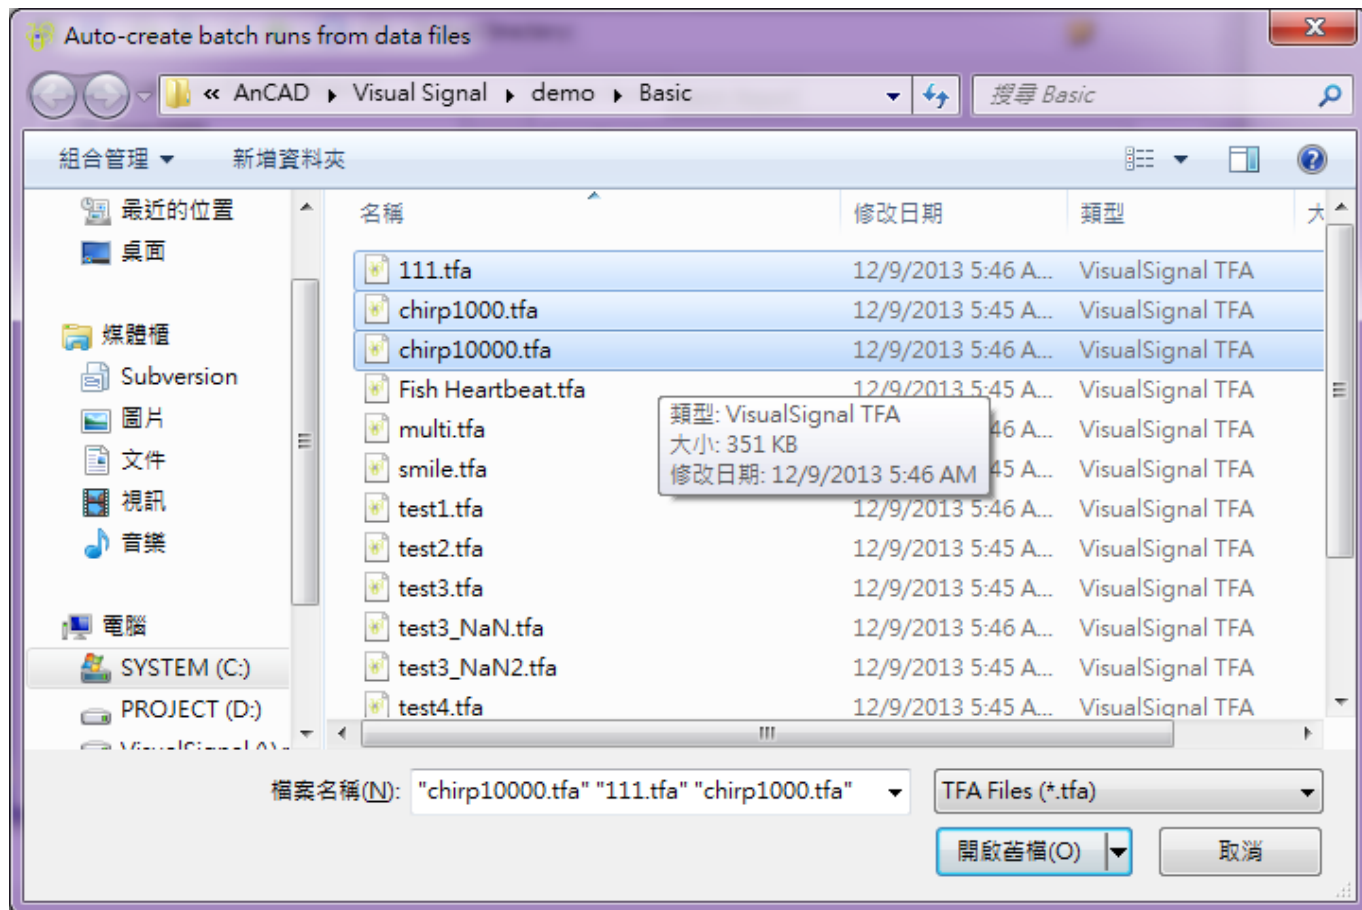 Auto-create batch runs from data files
« AnCAD ▸ Visual Signal ▸ demo ▸ Basic 搜尋 Basic
組合管理 新增資料夾
最近的位置
桌面
媒體櫃
Subversion
圖片
文件
視訊
音樂
電腦
SYSTEM (C:)
PROJECT (D:)
名稱 修改日期 類型 大
111.tfa 12/9/2013 5:46 A... VisualSignal TFA
chirp1000.tfa 12/9/2013 5:45 A... VisualSignal TFA
chirp10000.tfa 12/9/2013 5:46 A... VisualSignal TFA
Fish Heartbeat.tfa 12/9/2013 5:45 A... VisualSignal TFA
multi.tfa 46 A... VisualSignal TFA
smile.tfa 45 A... VisualSignal TFA
test1.tfa 12/9/2013 5:46 A... VisualSignal TFA
test2.tfa 12/9/2013 5:45 A... VisualSignal TFA
test3.tfa 12/9/2013 5:45 A... VisualSignal TFA
test3_NaN.tfa 12/9/2013 5:46 A... VisualSignal TFA
test3_NaN2.tfa 12/9/2013 5:45 A... VisualSignal TFA
test4.tfa 12/9/2013 5:45 A... VisualSignal TFA
類型: VisualSignal TFA
大小: 351 KB
修改日期: 12/9/2013 5:46 AM
檔案名稱(N): "chirp10000.tfa" "111.tfa" "chirp1000.tfa" TFA Files (*.tfa)
開啟舊檔(O) 取消